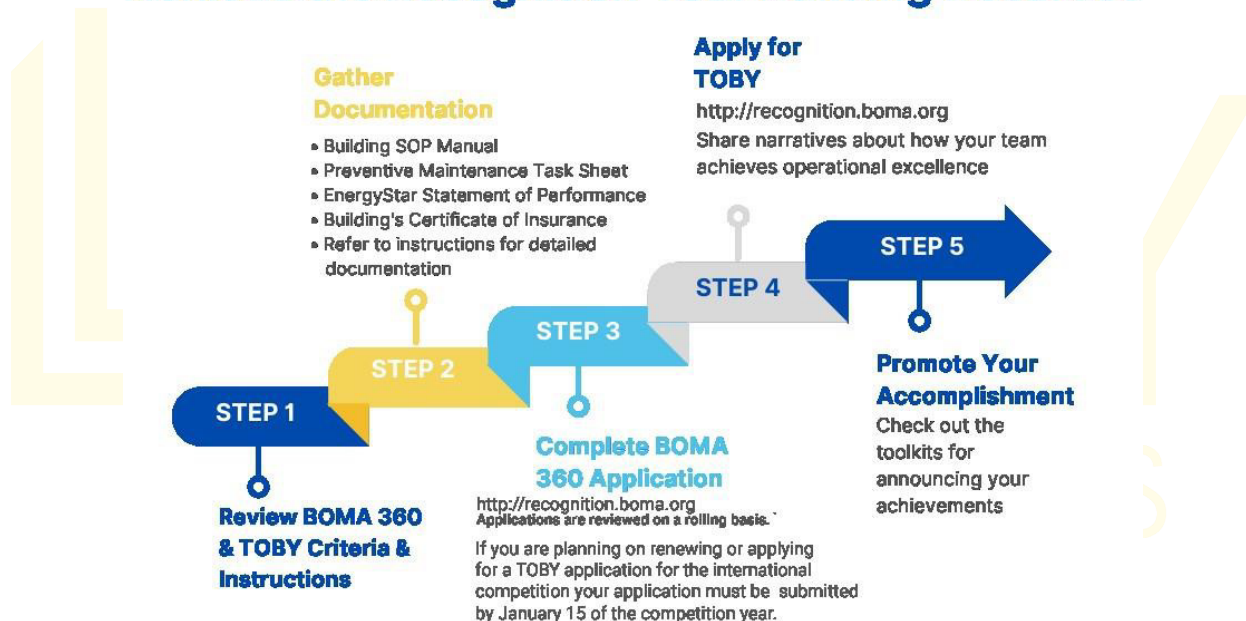 Apply for
TOBY
http://recognition.boma.org
Share narratives about how your team
achieves operational excellence
Gather
Documentation
• Building SOP Manual
• Preventive Maintenance Task Sheet
• EnergyStar Statement of Performance
• Building's Certificate of Insurance
• Refer to instructions for detailed
documentation
STEP 5
STEP 4
STEP 3
STEP 2
STEP 1
Promote Your
Accomplishment
Check out the
toolkits for
announcing your
achievements
Complete BOMA
360 Application
http://recognition.boma.org
Applications are reviewed on a rolling basis.
If you are planning on renewing or applying
for a TOBY application for the international
competition your application must be submitted
by January 15 of the competition year.
Review BOMA 360
& TOBY Criteria &
Instructions